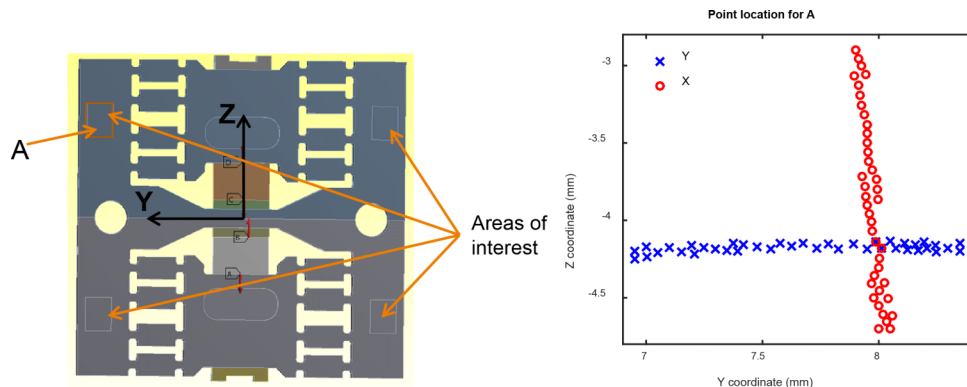 Point location for A
Z
Y
A
D
C
B
A
Areas of
interest
Y
X
-3
-3.5
-4
-4.5
Z coordinate (mm)
7
7.5
8
Y coordinate (mm)